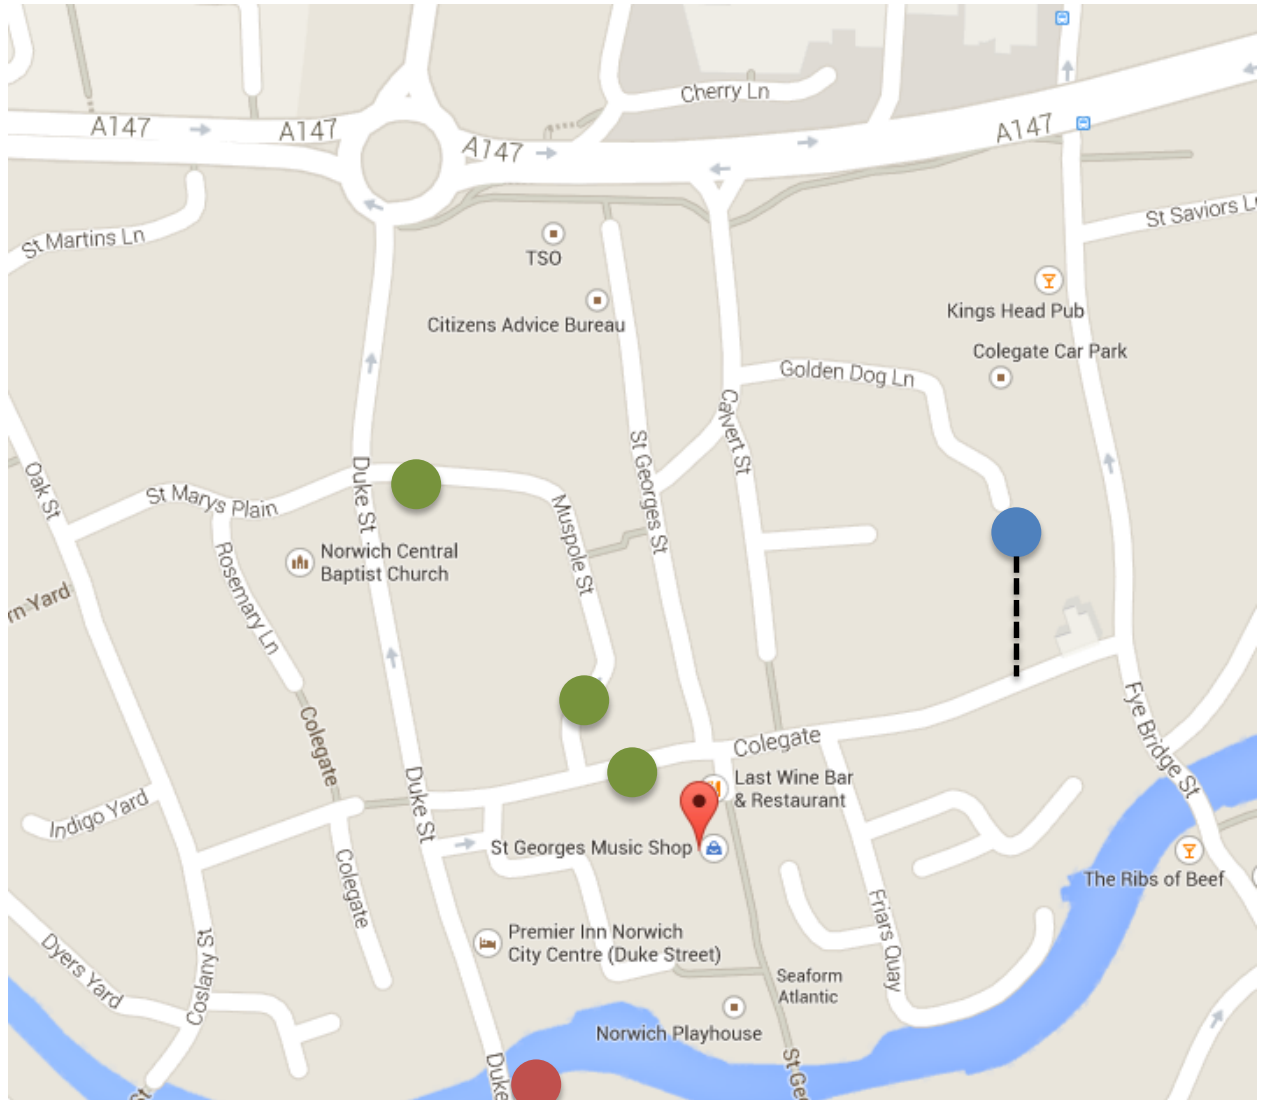 Cherry Ln
A147
A147
A147
A147
St Saviors L
St Martins Ln
TSO
Kings Head Pub
Citizens Advice Bureau
Colegate Car Park
Golden Dog Ln
Calvert St
St Georges St
Oak St
Duke St
St Marys Plain
Muspole St
Norwich Central
Baptist Church
Rosemary Ln
rn Yard
Colegate
Colegate
Fye Bridge St
Last Wine Bar
& Restaurant
Duke St
Indigo Yard
St Georges Music Shop
The Ribs of Beef
Colegate
Friars Quay
Premier Inn Norwich
City Centre (Duke Street)
Dyers Yard
Coslany St
Seaform
Atlantic
Norwich Playhouse
Duke
St Geo
St